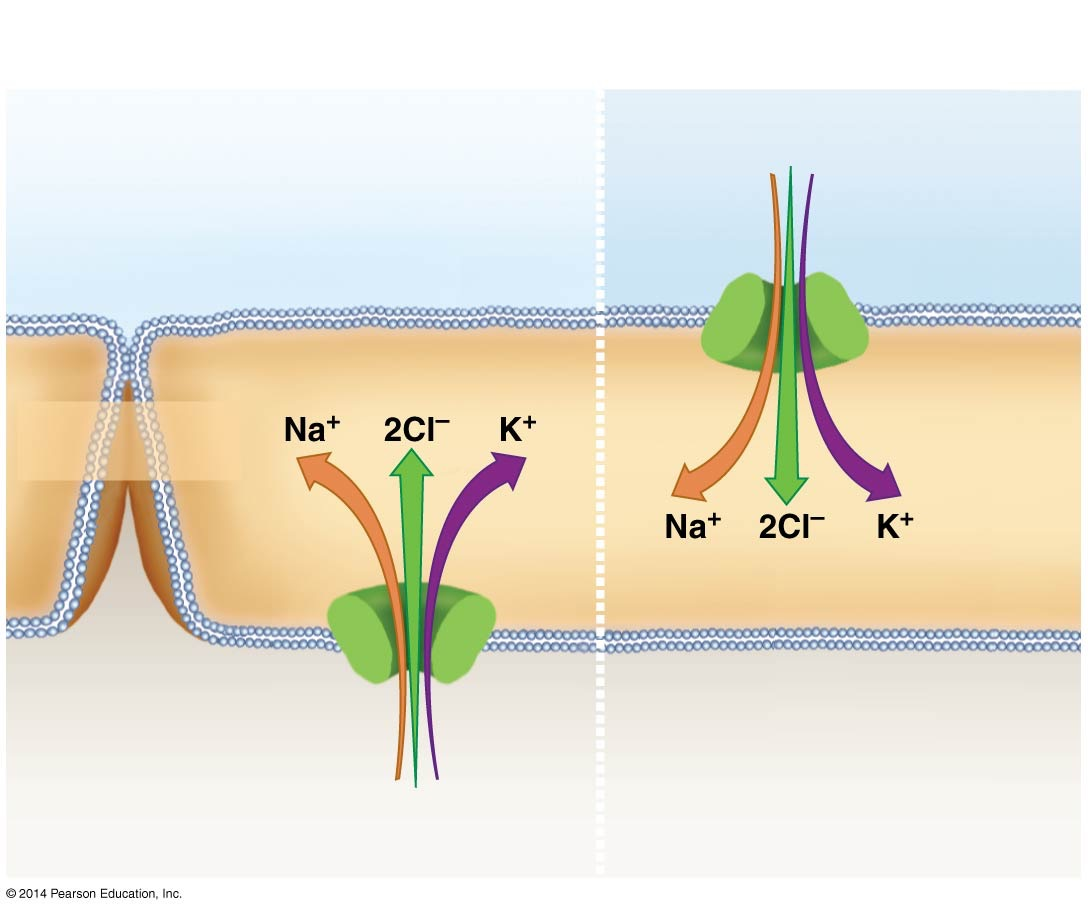 Na⁺ 2Cl⁻ K⁺
Na⁺ 2Cl⁻ K⁺
© 2014 Pearson Education, Inc.